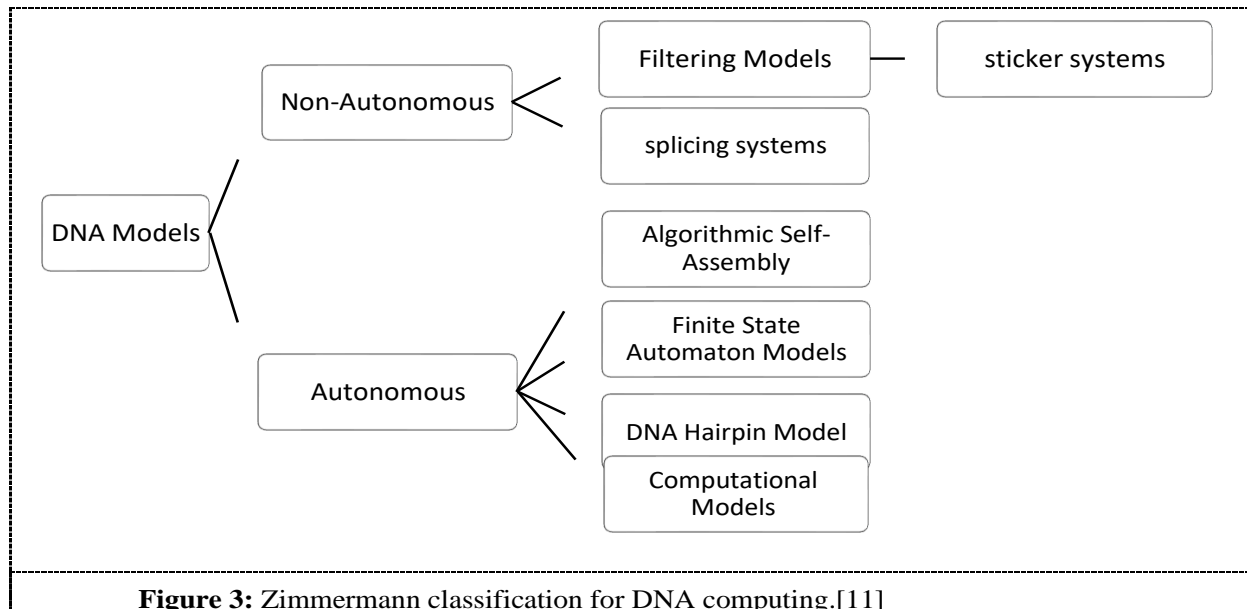 Filtering Models
sticker systems
Non-Autonomous
splicing systems
DNA Models
Algorithmic Self-
Assembly
Finite State
Automaton Models
Autonomous
DNA Hairpin Model
Computational
Models
Figure 3: Zimmermann classification for DNA computing.[11]